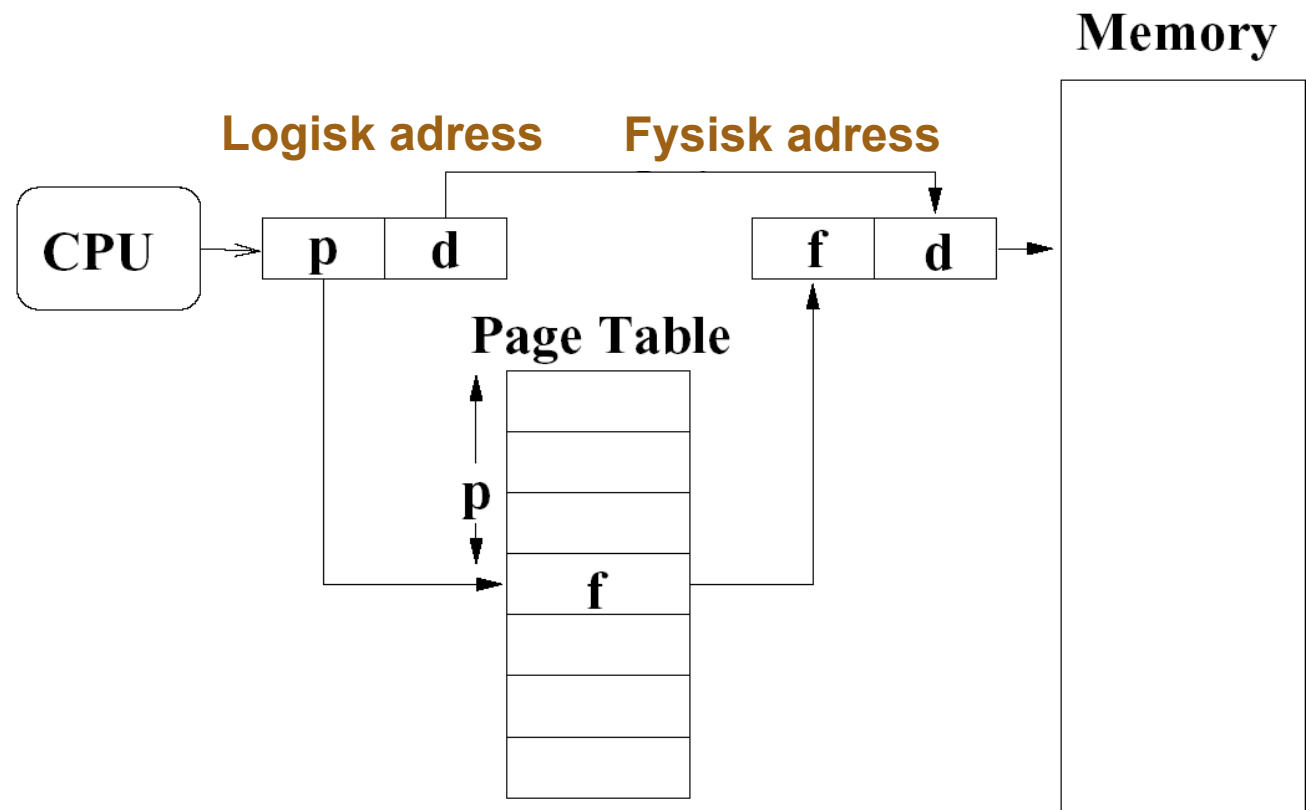 Memory
Logisk adress Fysisk adress
CPU
p d
f d
Page Table
p
f